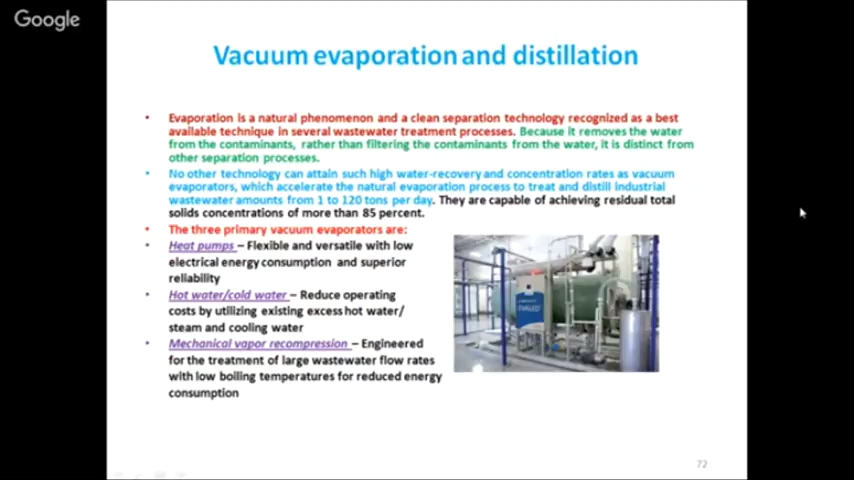 Google
Vacuum evaporation and distillation
• Evaporation is a natural phenomenon and a clean separation technology recognized as a best
available technique in several wastewater treatment processes. Because it removes the water
from the contaminants, rather than filtering the contaminants from the water, it is distinct from
other separation processes.
• No other technology can attain such high water-recovery and concentration rates as vacuum
evaporators, which accelerate the natural evaporation process to treat and distill industrial
wastewater amounts from 1 to 120 tons per day. They are capable of achieving residual total
solids concentrations of more than 85 percent.
• The three primary vacuum evaporators are:
• Heat pumps – Flexible and versatile with low
electrical energy consumption and superior
reliability
• Hot water/cold water – Reduce operating
costs by utilizing existing excess hot water/
steam and cooling water
• Mechanical vapor recompression – Engineered
for the treatment of large wastewater flow rates
with low boiling temperatures for reduced energy
consumption
72